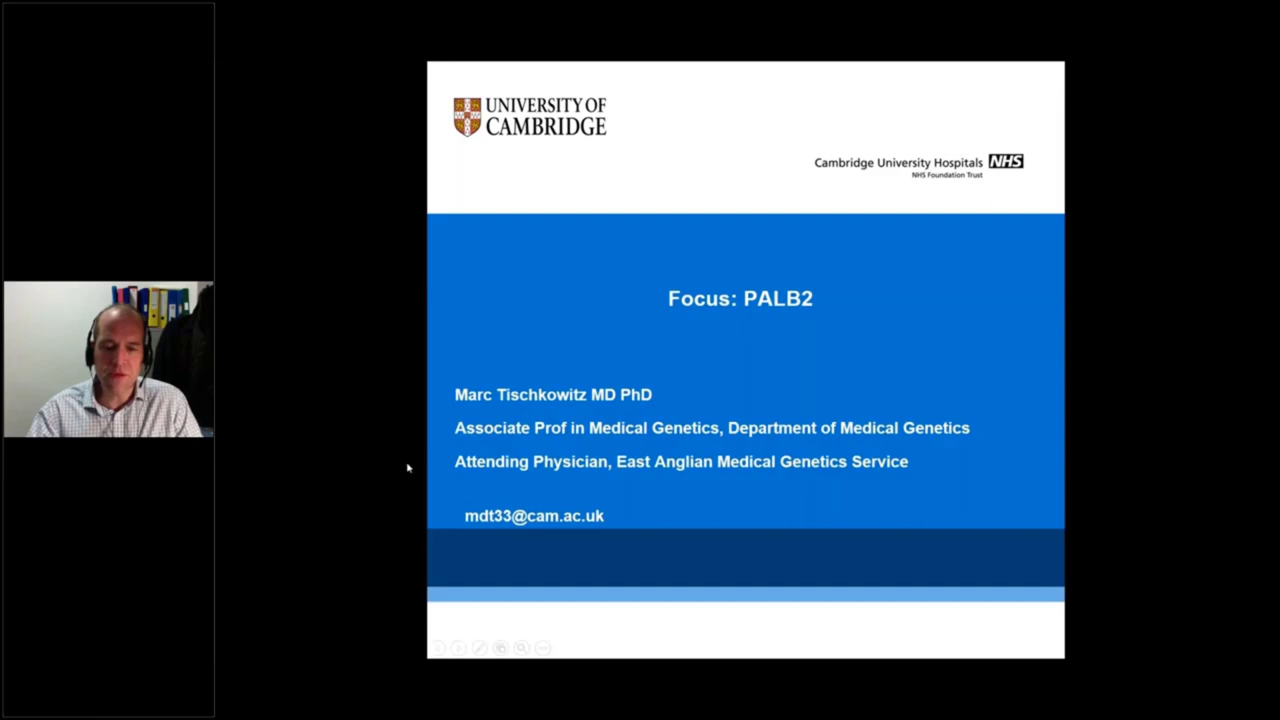 UNIVERSITY OF
CAMBRIDGE
Cambridge University Hospitals NHS
NHS Foundation Trust
Focus: PALB2
Marc Tischkowitz MD PhD
Associate Prof in Medical Genetics, Department of Medical Genetics
Attending Physician, East Anglian Medical Genetics Service
mdt33@cam.ac.uk